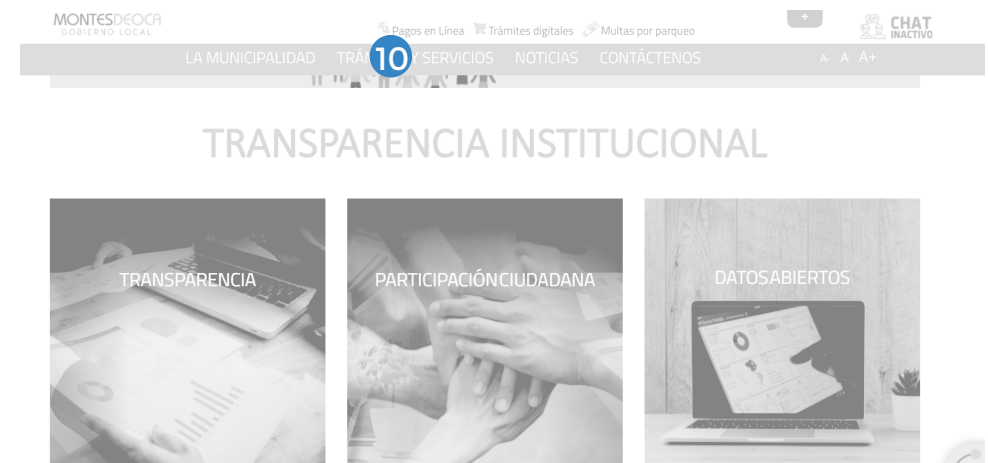 MONTESDEOCA
GOBIERNO LOCAL
Pagos en Línea Trámites digitales Multas por parqueo
+
CHAT
INACTIVO
LA MUNICIPALIDAD TRÁM 10 Y SERVICIOS NOTICIAS CONTÁCTENOS A- A A+
TRANSPARENCIA INSTITUCIONAL
TRANSPARENCIA
PARTICIPACIÓN CIUDADANA
DATOS ABIERTOS